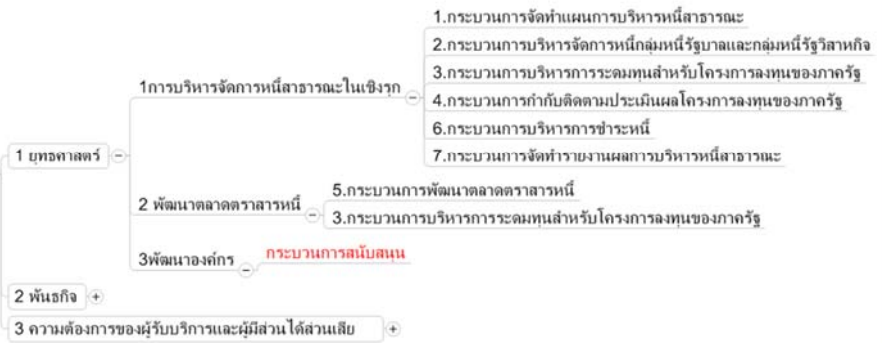 1 ยุทธศาสตร์
1การบริหารจัดการหนี้สาธารณะในเชิงรุก
1.กระบวนการจัดทำแผนการบริหารหนี้สาธารณะ
2.กระบวนการบริหารจัดการหนี้กลุ่มหนี้รัฐบาลและกลุ่มหนี้รัฐวิสาหกิจ
3.กระบวนการบริหารการระดมทุนสำหรับโครงการลงทุนของภาครัฐ
4.กระบวนการกำกับติดตามประเมินผลโครงการลงทุนของภาครัฐ
6.กระบวนการบริหารการชำระหนี้
7.กระบวนการจัดทำรายงานผลการบริหารหนี้สาธารณะ
2 พัฒนาตลาดตราสารหนี้
5.กระบวนการพัฒนาตลาดตราสารหนี้
3.กระบวนการบริหารการระดมทุนสำหรับโครงการลงทุนของภาครัฐ
3พัฒนาองค์กร
กระบวนการสนับสนุน
2 พันธกิจ
3 ความต้องการของผู้รับบริการและผู้มีส่วนได้ส่วนเสีย